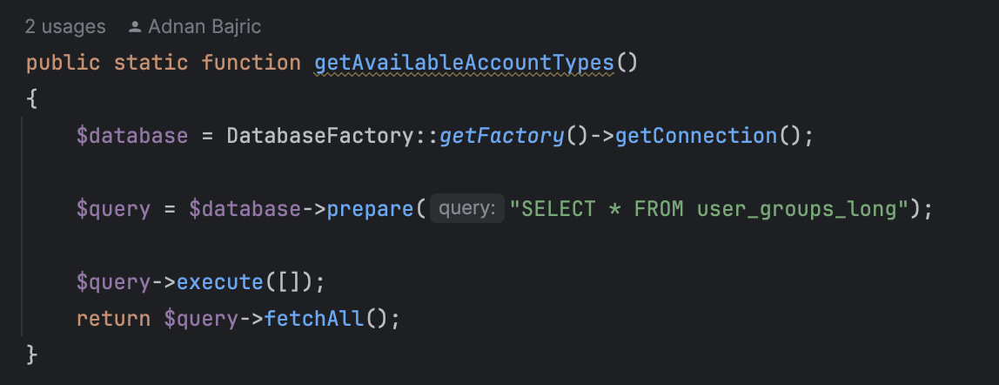 2 usages Adnan Bajric
public static function getAvailableAccountTypes()
{
    $database = DatabaseFactory::getFactory()->getConnection();
    $query = $database->prepare( query: "SELECT * FROM user_groups_long");
    $query->execute([]);
    return $query->fetchAll();
}